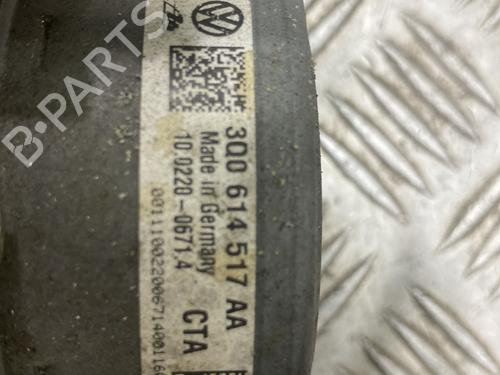 B-PARTS
3Q0 614 517 AA
Made in Germany
10.0220-0671.4
CTA